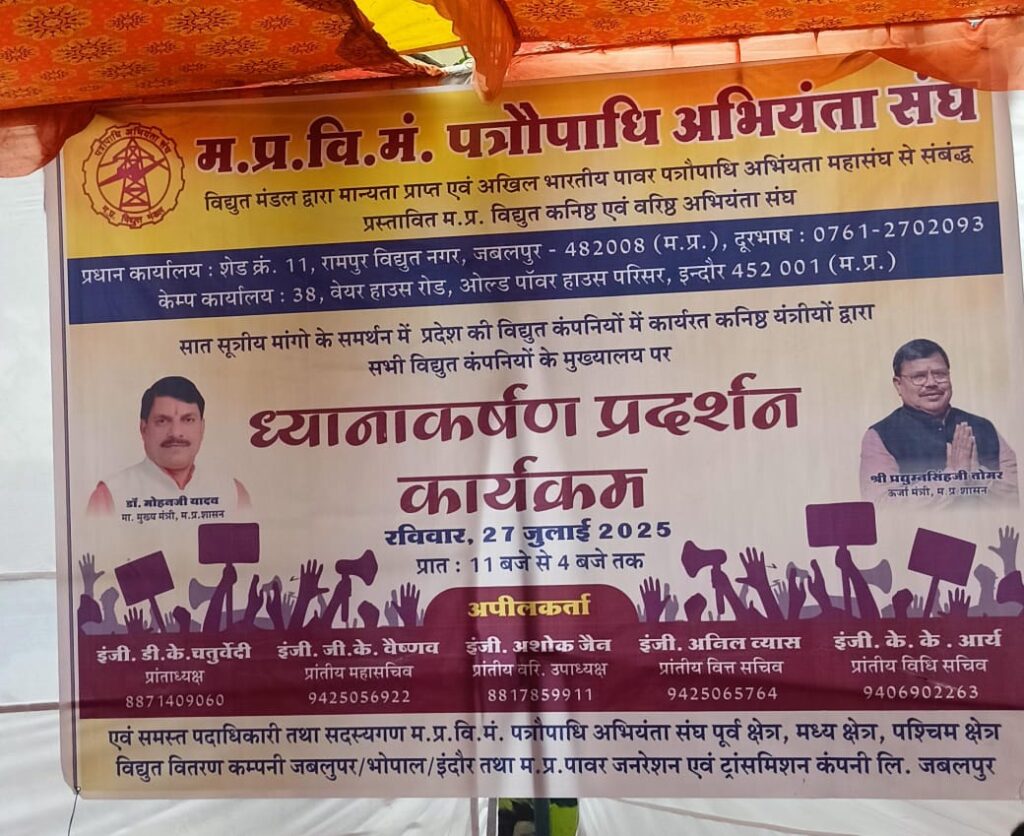 म.प्र.वि.मं. पत्रौपाधि अभियंता संघ
विद्युत मंडल द्वारा मान्यता प्राप्त एवं अखिल भारतीय पावर पत्रौपाधि अभिंयता महासंघ से संबंद्ध
प्रस्तावित म.प्र. विद्युत कनिष्ठ एवं वरिष्ठ अभियंता संघ
प्रधान कार्यालय : शेड क्रं. 11, रामपुर विद्युत नगर, जबलपुर - 482008 (म.प्र.), दूरभाष : 0761-2702093
केम्प कार्यालय : 38, वेयर हाउस रोड, ओल्ड पॉवर हाउस परिसर, इन्दौर 452 001 (म.प्र.)
सात सूत्रीय मांगो के समर्थन में प्रदेश की विद्युत कंपनियों में कार्यरत कनिष्ठ यंत्रीयों द्वारा
सभी विद्युत कंपनियों के मुख्यालय पर
ध्यानाकर्षण प्रदर्शन
कार्यक्रम
डॉ. मोहनजी यादव
मा. मुख्य मंत्री, म.प्र.शासन
श्री प्रद्युम्नसिंहजी तोमर
ऊर्जा मंत्री, म.प्र.शासन
रविवार, 27 जुलाई 2025
प्रात : 11 बजे से 4 बजे तक
अपीलकर्ता
इंजी. डी.के.चतुर्वेदी इंजी. जी.के. वैष्णव इंजी. अशोक जैन इंजी. अनिल व्यास इंजी. के. के . आर्य
प्रांताध्यक्ष प्रांतीय महासचिव प्रांतीय वरि. उपाध्यक्ष प्रांतीय वित्त सचिव प्रांतीय विधि सचिव
8871409060 9425056922 8817859911 9425065764 9406902263
एवं समस्त पदाधिकारी तथा सदस्यगण म.प्र.वि.मं. पत्रौपाधि अभियंता संघ पूर्व क्षेत्र, मध्य क्षेत्र, पश्चिम क्षेत्र
विद्युत वितरण कम्पनी जबलुपर/भोपाल/इंदौर तथा म.प्र.पावर जनरेशन एवं ट्रांसमिशन कंपनी लि. जबलपुर